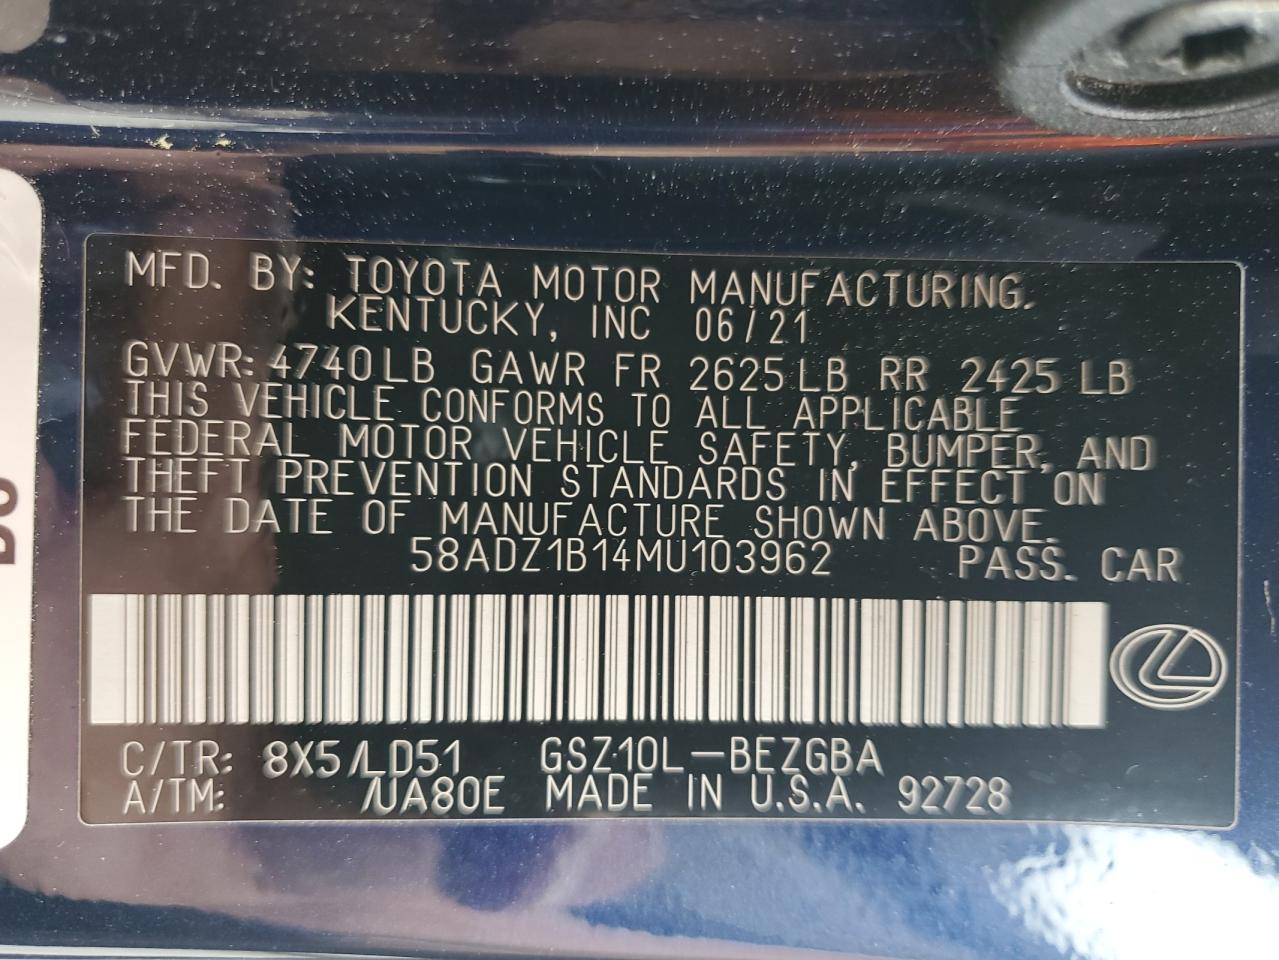 MFD. BY: TOYOTA MOTOR MANUFACTURING.
KENTUCKY, INC 06/21
GVWR: 4740LB GAWR FR 2625LB RR 2425 LB
THIS VEHICLE CONFORMS TO ALL APPLICABLE
FEDERAL MOTOR VEHICLE SAFETY, BUMPER, AND
THEFT PREVENTION STANDARDS IN EFFECT ON
THE DATE OF MANUFACTURE SHOWN ABOVE.
58ADZ1B14MU103962 PASS. CAR
C/TR: 8X5/LD51 GSZ10L-BEZGBA
A/TM: /UA80E MADE IN U.S.A. 92728